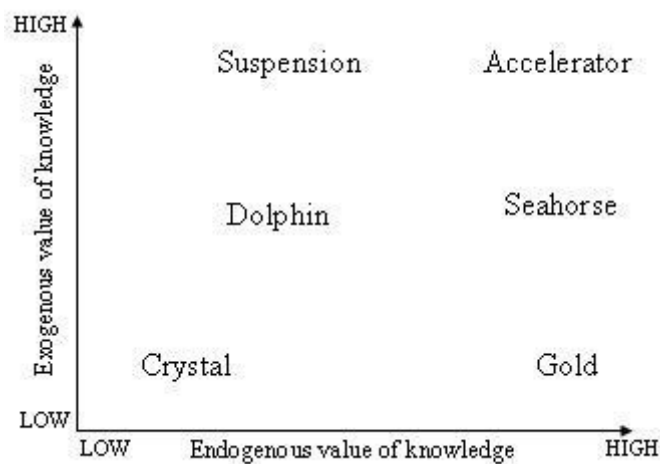 HIGH
Suspension Accelerator
Exogenous value of knowledge
Dolphin Seahorse
Crystal Gold
LOW
LOW Endogenous value of knowledge HIGH